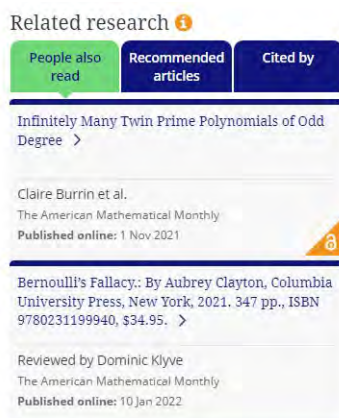 Related research
People also
read
Recommended
articles
Cited by
Infinitely Many Twin Prime Polynomials of Odd
Degree >
Claire Burrin et al.
The American Mathematical Monthly
Published online: 1 Nov 2021
Bernoulli's Fallacy.: By Aubrey Clayton, Columbia
University Press, New York, 2021. 347 pp., ISBN
9780231199940, $34.95. >
Reviewed by Dominic Klyve
The American Mathematical Monthly
Published online: 10 Jan 2022